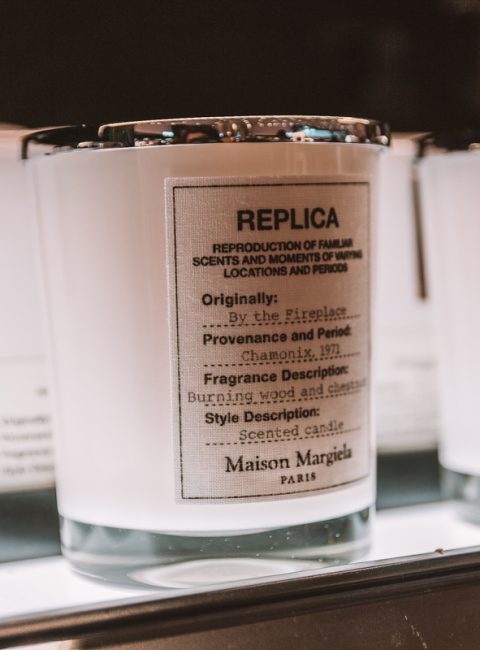 REPLICA
REPRODUCTION OF FAMILIAR
SCENTS AND MOMENTS OF VARYING
LOCATIONS AND PERIODS
Originally:
By the Fireplace
Provenance and Period:
Chamonix, 1971
Fragrance Description:
Burning wood and chestnut
Style Description:
Scented candle
Maison Margiela
PARIS